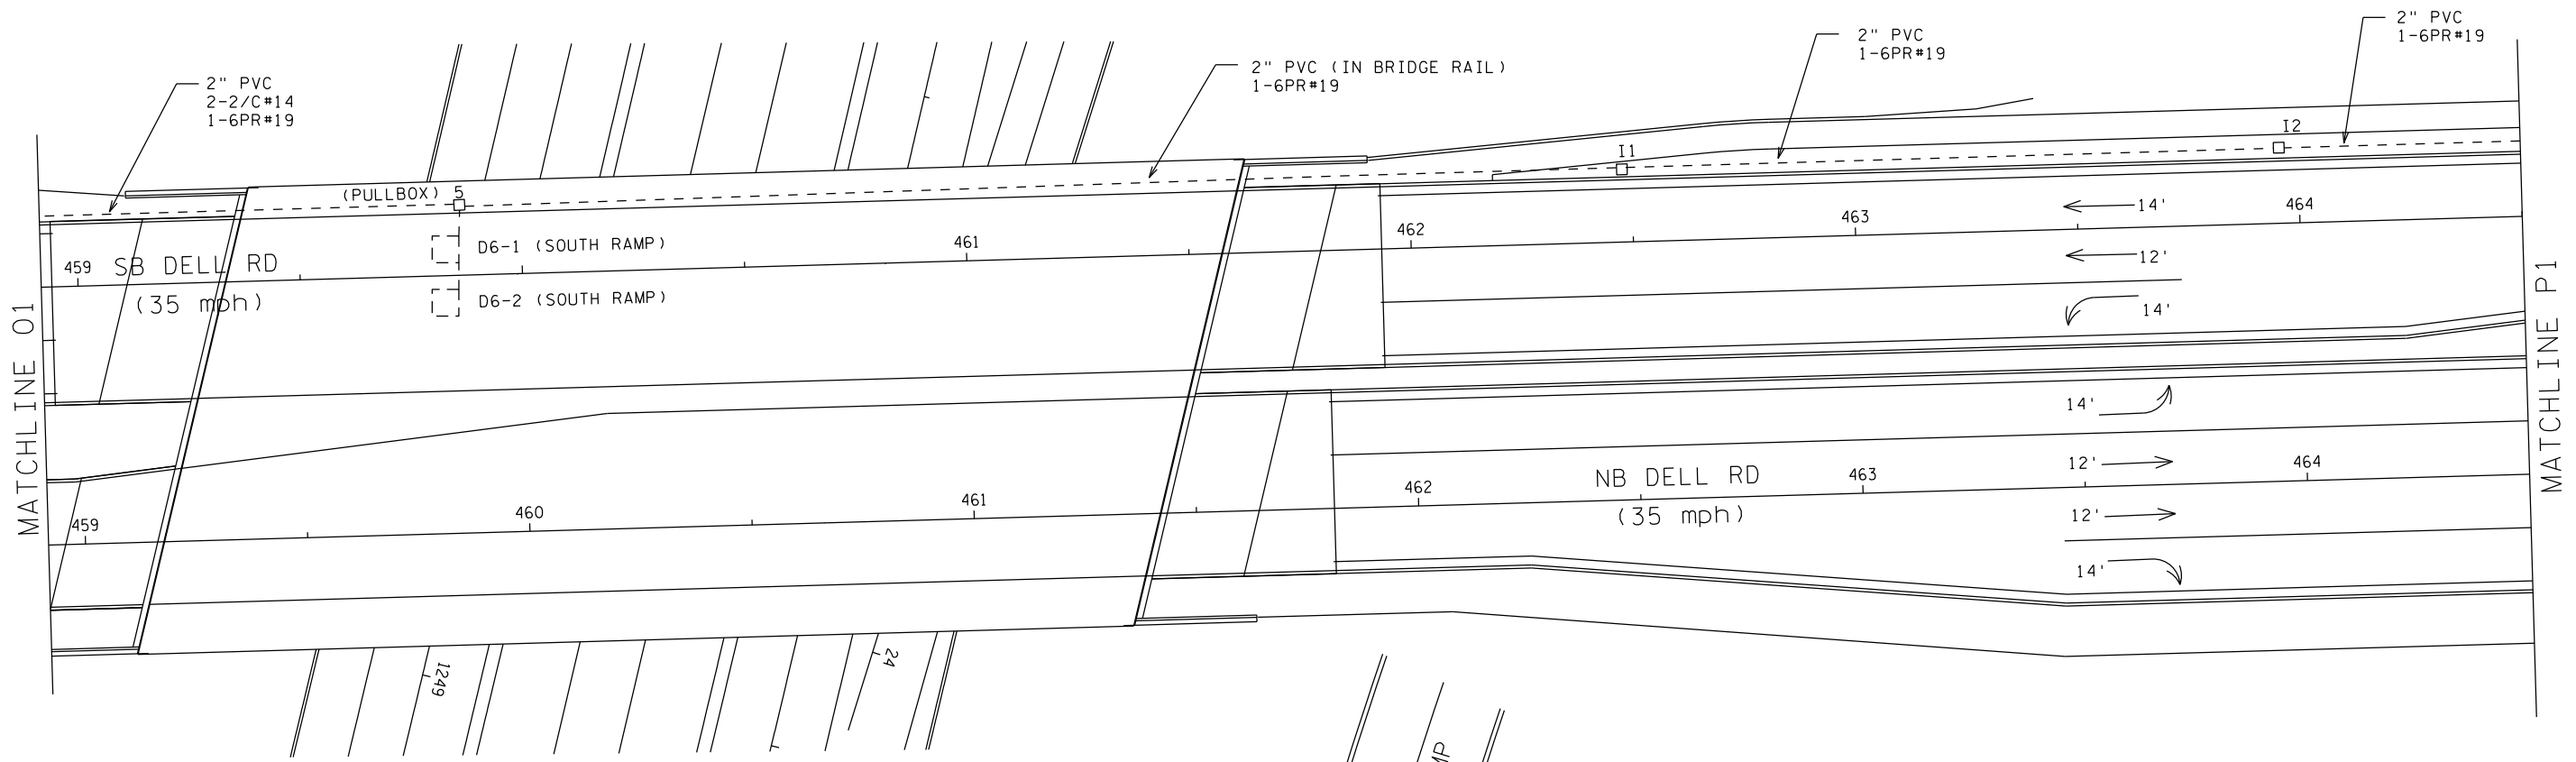 2" PVC
1-6PR#19
2" PVC
1-6PR#19
2" PVC (IN BRIDGE RAIL)
1-6PR#19
2" PVC
2-2/C#14
1-6PR#19
I2
I1
(PULLBOX) 5
D6-1 (SOUTH RAMP)
D6-2 (SOUTH RAMP)
459
461
462
463
464
SB DELL RD
(35 mph)
14'
12'
14'
MATCHLINE O1
MATCHLINE P1
14'
12'
12'
14'
459
460
461
462
463
464
NB DELL RD
(35 mph)
1249
24